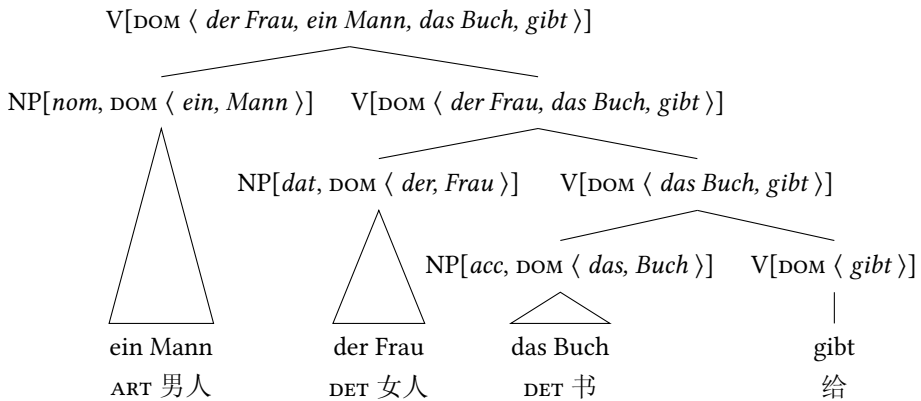 V[DOM ⟨ der Frau, ein Mann, das Buch, gibt ⟩]
NP[nom, DOM ⟨ ein, Mann ⟩] V[DOM ⟨ der Frau, das Buch, gibt ⟩]
NP[dat, DOM ⟨ der, Frau ⟩] V[DOM ⟨ das Buch, gibt ⟩]
NP[acc, DOM ⟨ das, Buch ⟩] V[DOM ⟨ gibt ⟩]
ein Mann der Frau das Buch gibt
ART 男人 DET 女人 DET 书 给